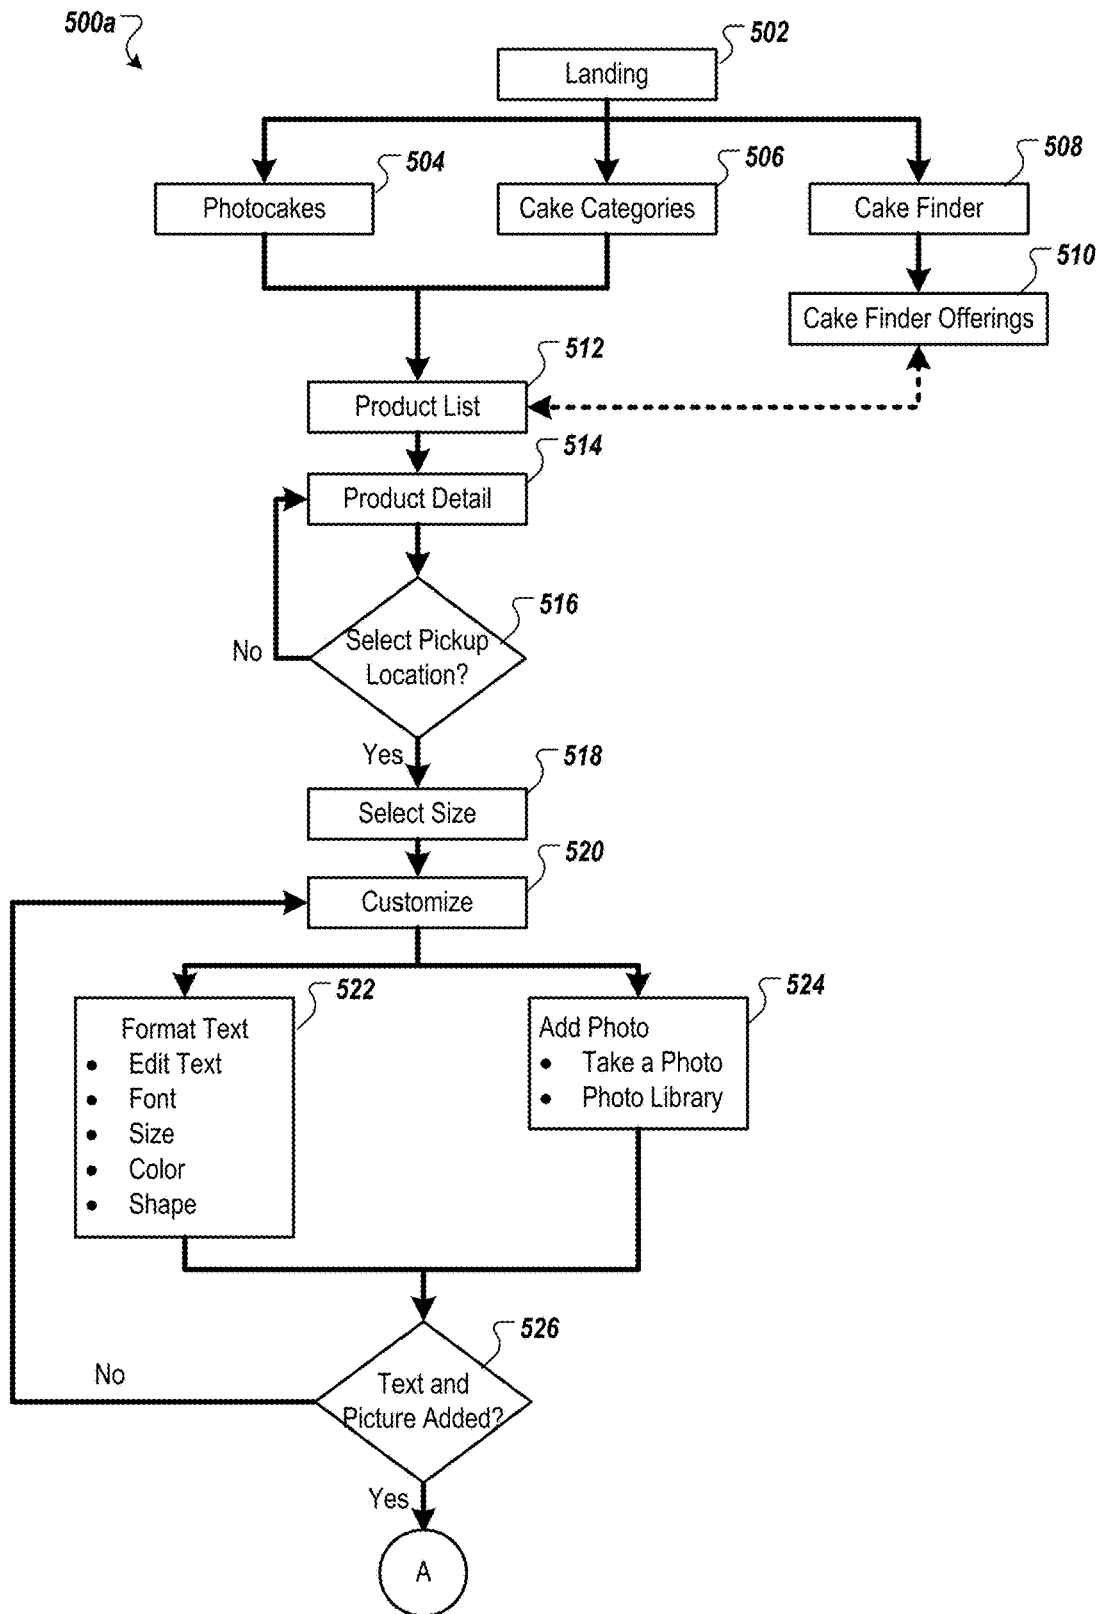 500a
502
Landing
504
506
508
Photocakes
Cake Categories
Cake Finder
510
Cake Finder Offerings
512
Product List
514
Product Detail
516
Select Pickup
Location?
No
Yes
518
Select Size
520
Customize
522
524
Format Text
• Edit Text
• Font
• Size
• Color
• Shape
Add Photo
• Take a Photo
• Photo Library
526
No
Text and
Picture Added?
Yes
A